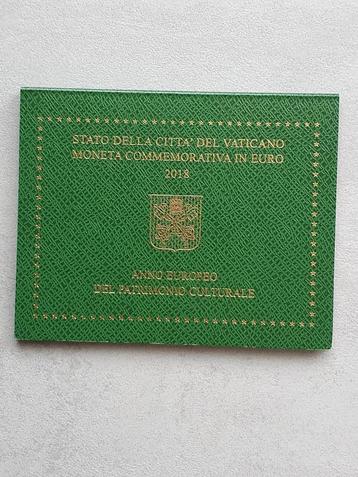 STATO DELLA CITTA' DEL VATICANO
MONETA COMMEMORATIVA IN EURO
2018
ANNO EUROPEO
DEL PATRIMONIO CULTURALE